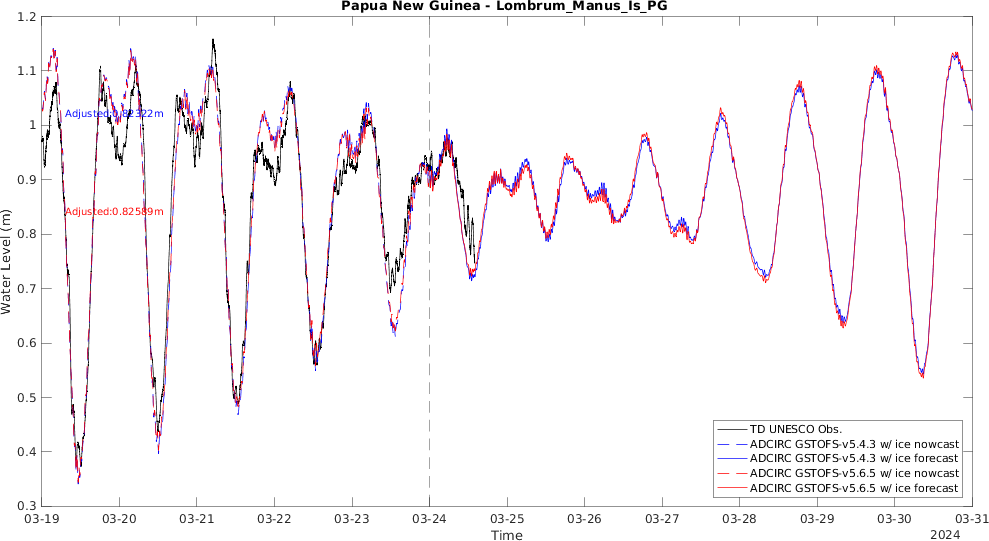 Papua New Guinea - Lombrum_Manus_Is_PG
Water Level (m)
1.2
1.1
1
0.9
0.8
0.7
0.6
0.5
0.4
0.3
Adjusted:0.82322m
Adjusted:0.82589m
TD UNESCO Obs.
ADCIRC GSTOFS-v5.4.3 w/ ice nowcast
ADCIRC GSTOFS-v5.4.3 w/ ice forecast
ADCIRC GSTOFS-v5.6.5 w/ ice nowcast
ADCIRC GSTOFS-v5.6.5 w/ ice forecast
03-19 03-20 03-21 03-22 03-23 03-24 03-25 03-26 03-27 03-28 03-29 03-30 03-31
Time
2024